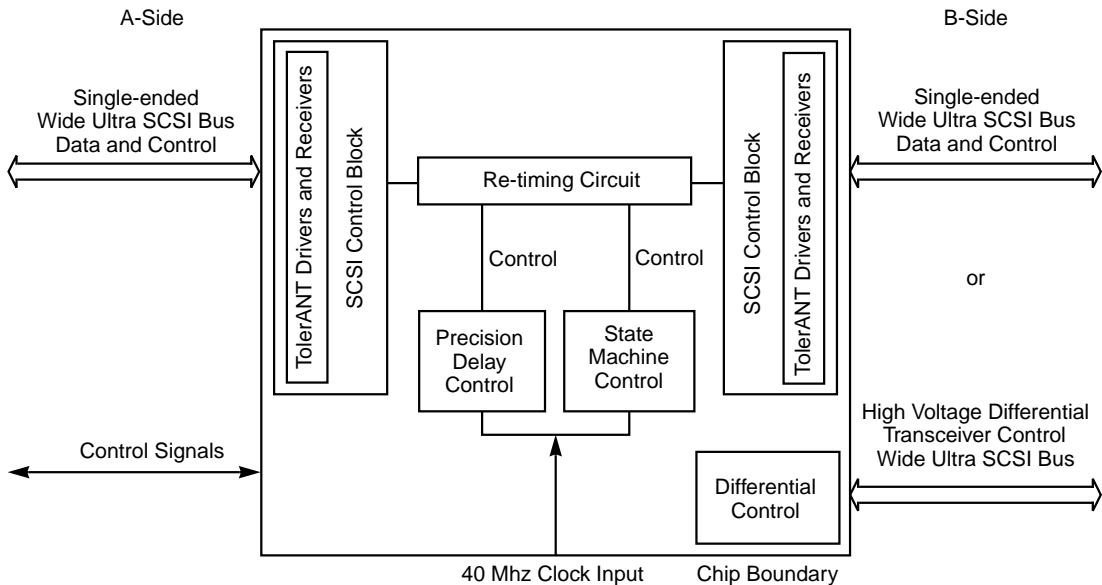 A-Side
B-Side
Single-ended
Wide Ultra SCSI Bus
Data and Control
TolerANT Drivers and Receivers
SCSI Control Block
Re-timing Circuit
SCSI Control Block
TolerANT Drivers and Receivers
Single-ended
Wide Ultra SCSI Bus
Data and Control
Control
Control
or
Precision
Delay
Control
State
Machine
Control
Control Signals
High Voltage Differential
Transceiver Control
Wide Ultra SCSI Bus
Differential
Control
40 Mhz Clock Input
Chip Boundary